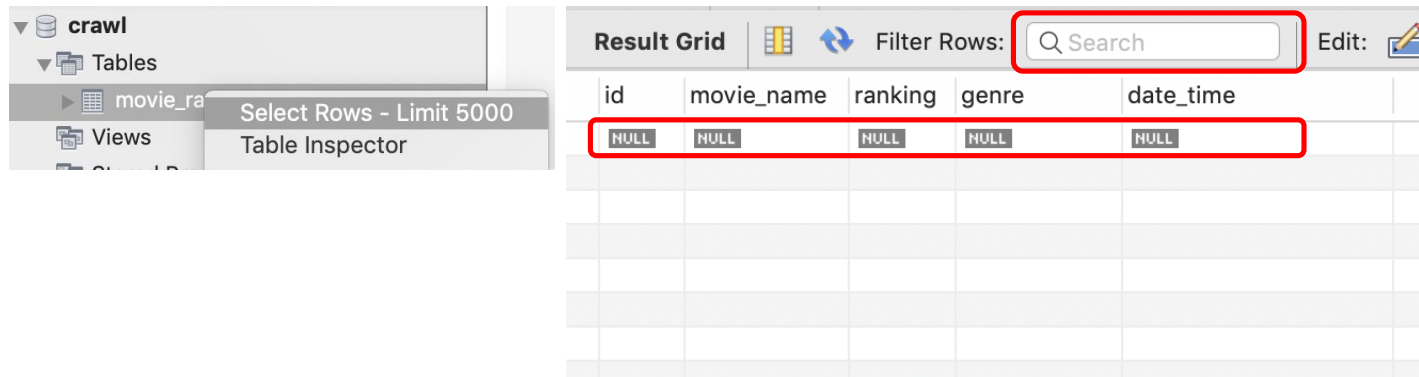 crawl
Tables
movie_ra
Select Rows - Limit 5000
Views
Table Inspector
Result Grid Filter Rows: Search Edit:
id movie_name ranking genre date_time
NULL NULL NULL NULL NULL